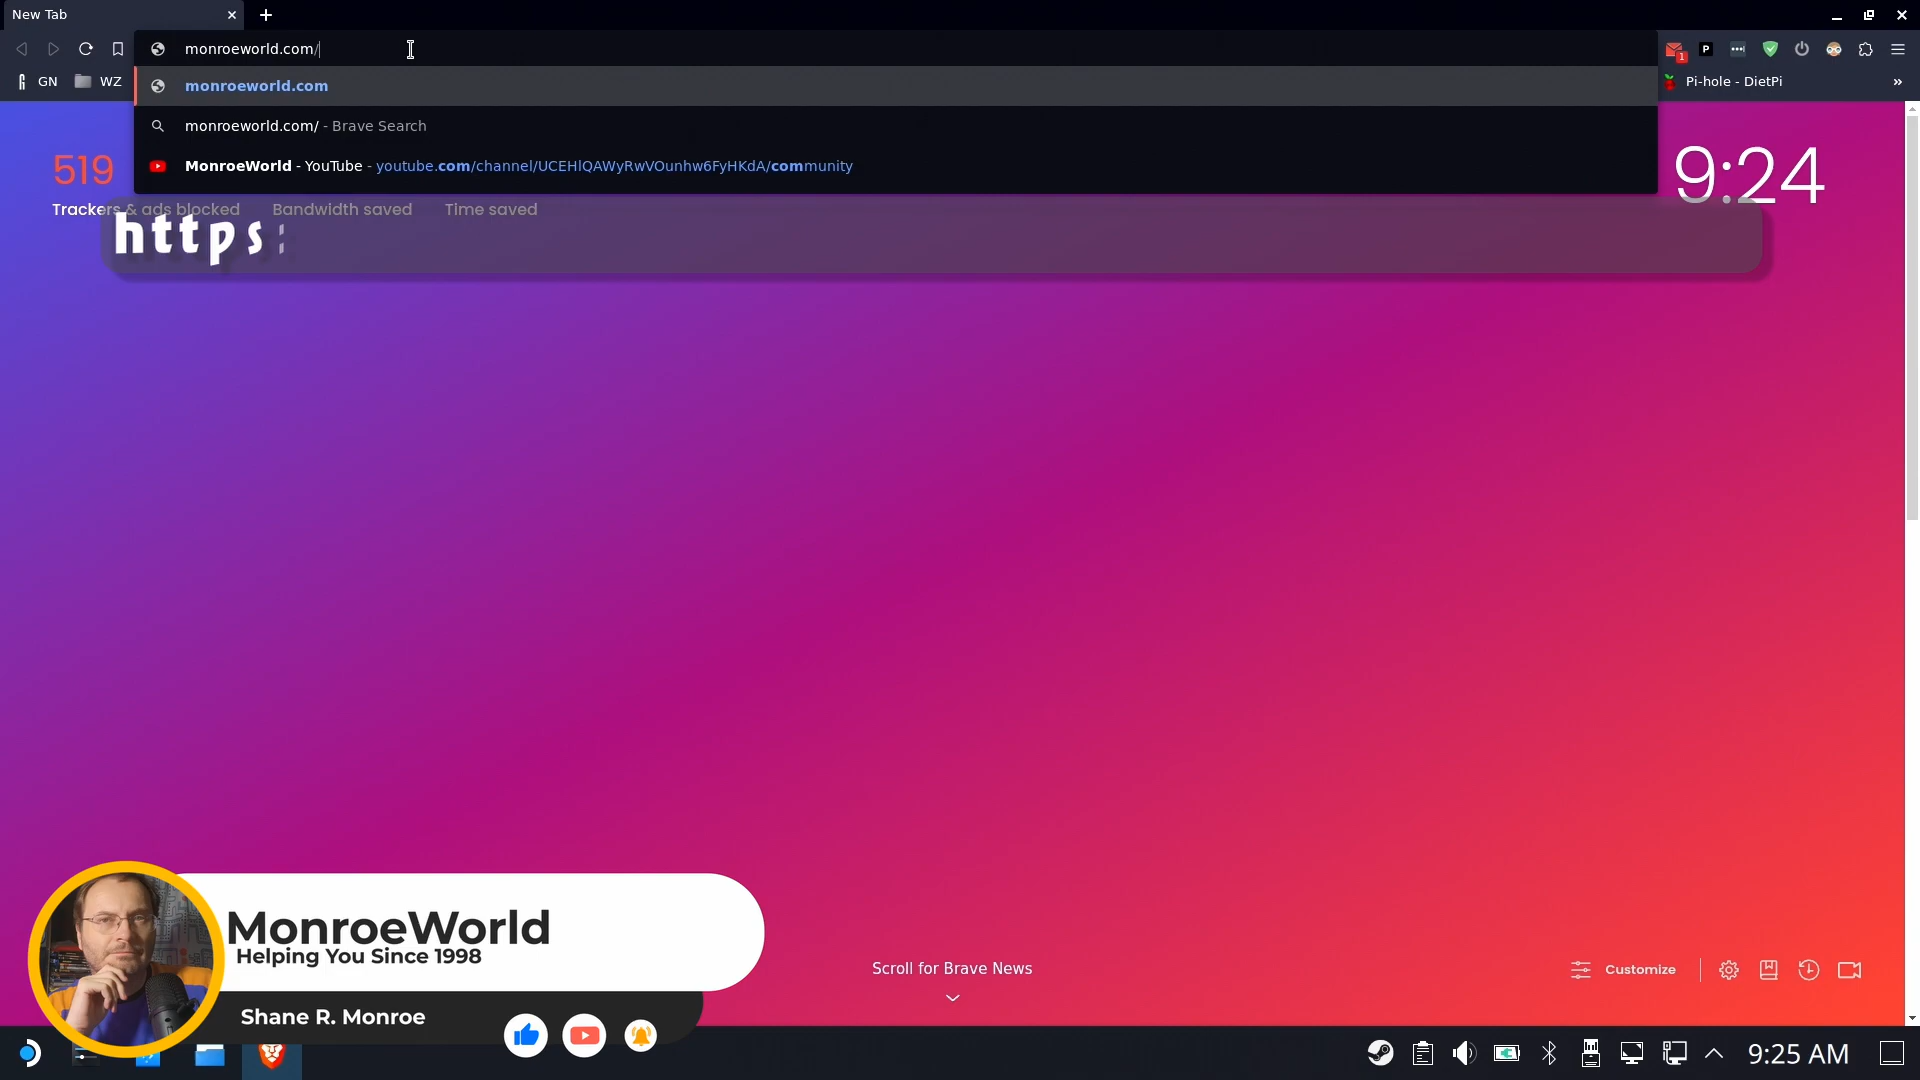 New Tab
monroeworld.com/
GN
WZ
Pi-hole - DietPi
monroeworld.com
monroeworld.com/ - Brave Search
MonroeWorld - YouTube - youtube.com/channel/UCEHlQAWyRwVOunhw6FyHKdA/community
519
9:24
Trackers & ads blocked
Bandwidth saved
Time saved
https:
MonroeWorld
Helping You Since 1998
Shane R. Monroe
Scroll for Brave News
Customize
9:25 AM
1
P